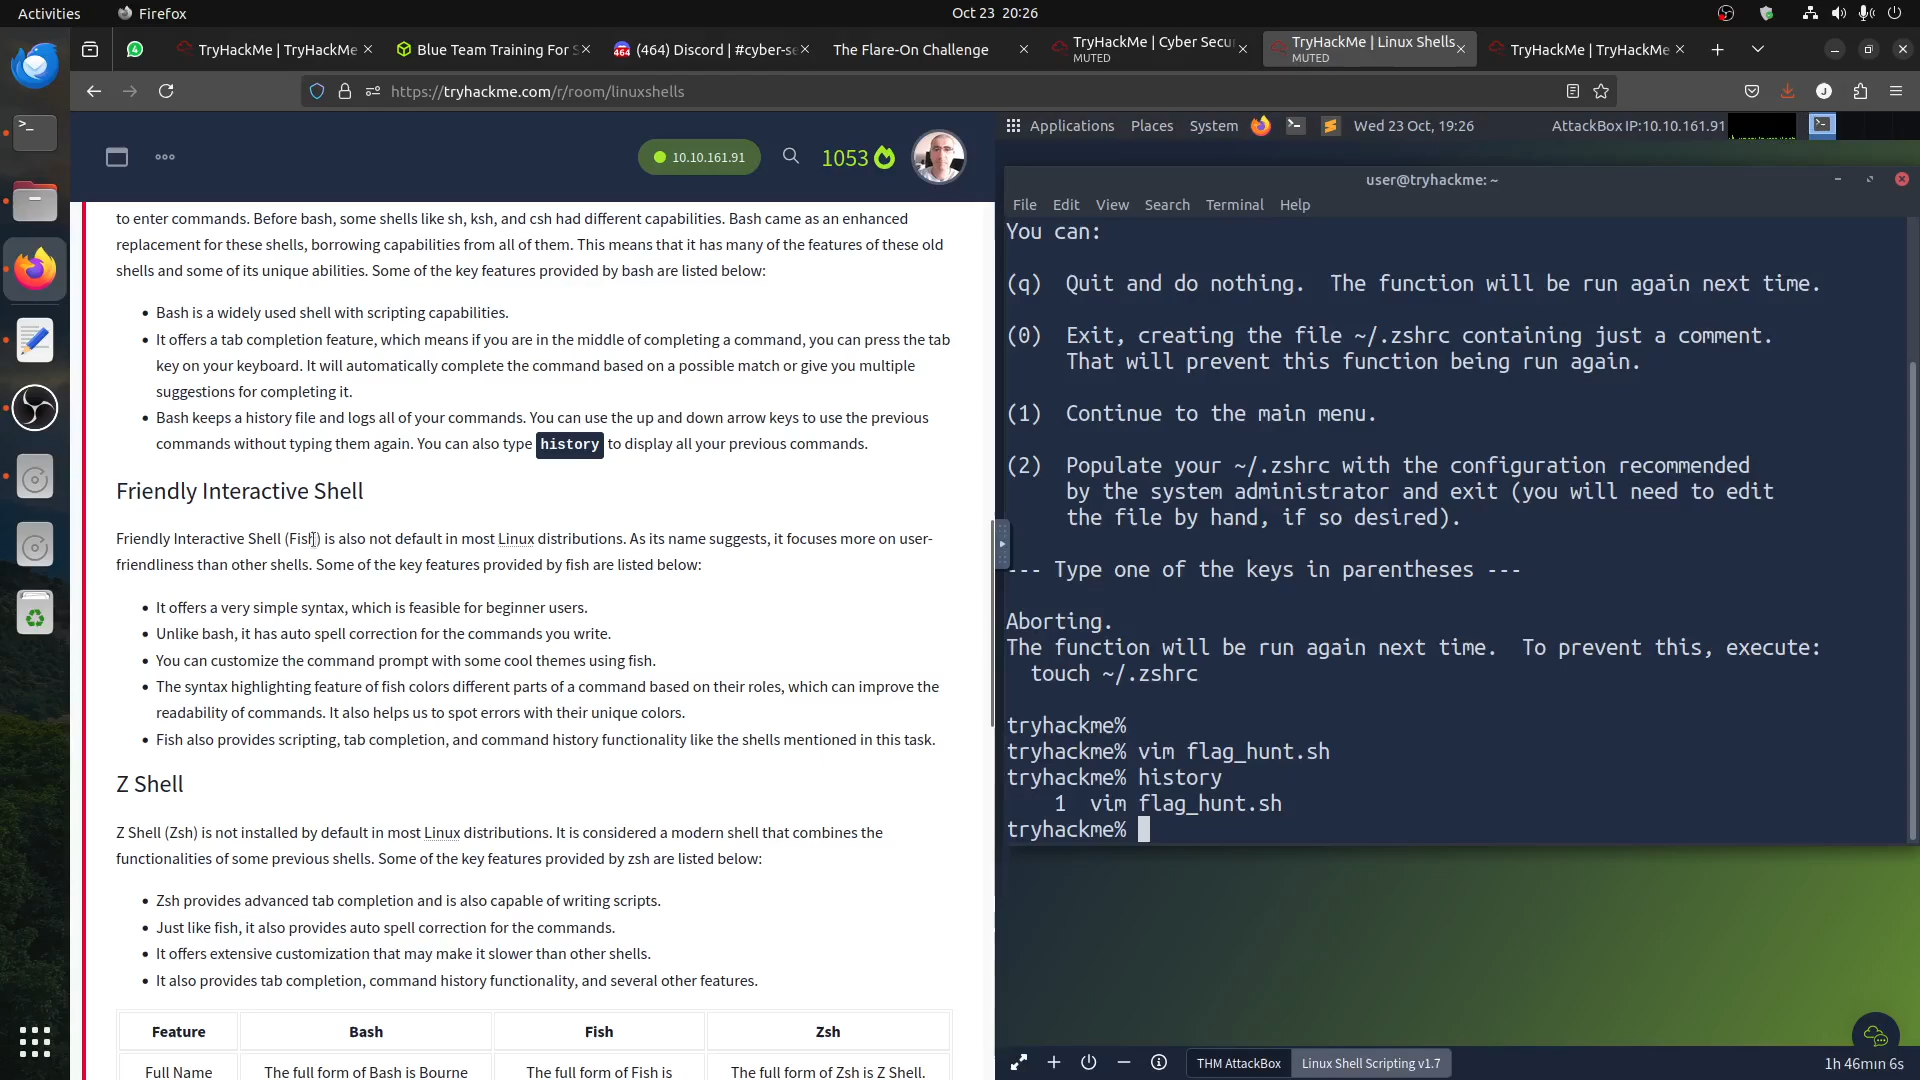 Activities
Firefox
Oct 23 20:26
TryHackMe | TryHackMe
Blue Team Training For S
(464) Discord | #cyber-se
The Flare-On Challenge
TryHackMe | Cyber Secu
MUTED
TryHackMe | Linux Shells
MUTED
TryHackMe | TryHackMe
https://tryhackme.com/r/room/linuxshells
J
10.10.161.91
1053
to enter commands. Before bash, some shells like sh, ksh, and csh had different capabilities. Bash came as an enhanced
replacement for these shells, borrowing capabilities from all of them. This means that it has many of the features of these old
shells and some of its unique abilities. Some of the key features provided by bash are listed below:
• Bash is a widely used shell with scripting capabilities.
• It offers a tab completion feature, which means if you are in the middle of completing a command, you can press the tab
key on your keyboard. It will automatically complete the command based on a possible match or give you multiple
suggestions for completing it.
• Bash keeps a history file and logs all of your commands. You can use the up and down arrow keys to use the previous
commands without typing them again. You can also type history to display all your previous commands.
Friendly Interactive Shell
Friendly Interactive Shell (Fish) is also not default in most Linux distributions. As its name suggests, it focuses more on user-
friendliness than other shells. Some of the key features provided by fish are listed below:
• It offers a very simple syntax, which is feasible for beginner users.
• Unlike bash, it has auto spell correction for the commands you write.
• You can customize the command prompt with some cool themes using fish.
• The syntax highlighting feature of fish colors different parts of a command based on their roles, which can improve the
readability of commands. It also helps us to spot errors with their unique colors.
• Fish also provides scripting, tab completion, and command history functionality like the shells mentioned in this task.
Z Shell
Z Shell (Zsh) is not installed by default in most Linux distributions. It is considered a modern shell that combines the
functionalities of some previous shells. Some of the key features provided by zsh are listed below:
• Zsh provides advanced tab completion and is also capable of writing scripts.
• Just like fish, it also provides auto spell correction for the commands.
• It offers extensive customization that may make it slower than other shells.
• It also provides tab completion, command history functionality, and several other features.
Feature Bash Fish Zsh
Full Name The full form of Bash is Bourne The full form of Fish is The full form of Zsh is Z Shell.
Applications Places System
Wed 23 Oct, 19:26
AttackBox IP:10.10.161.91
user@tryhackme: ~
File Edit View Search Terminal Help
You can:
(q) Quit and do nothing. The function will be run again next time.
(0) Exit, creating the file ~/.zshrc containing just a comment.
That will prevent this function being run again.
(1) Continue to the main menu.
(2) Populate your ~/.zshrc with the configuration recommended
by the system administrator and exit (you will need to edit
the file by hand, if so desired).
--- Type one of the keys in parentheses ---
Aborting.
The function will be run again next time. To prevent this, execute:
touch ~/.zshrc
tryhackme%
tryhackme% vim flag_hunt.sh
tryhackme% history
1 vim flag_hunt.sh
tryhackme%
THM AttackBox
Linux Shell Scripting v1.7
1h 46min 6s